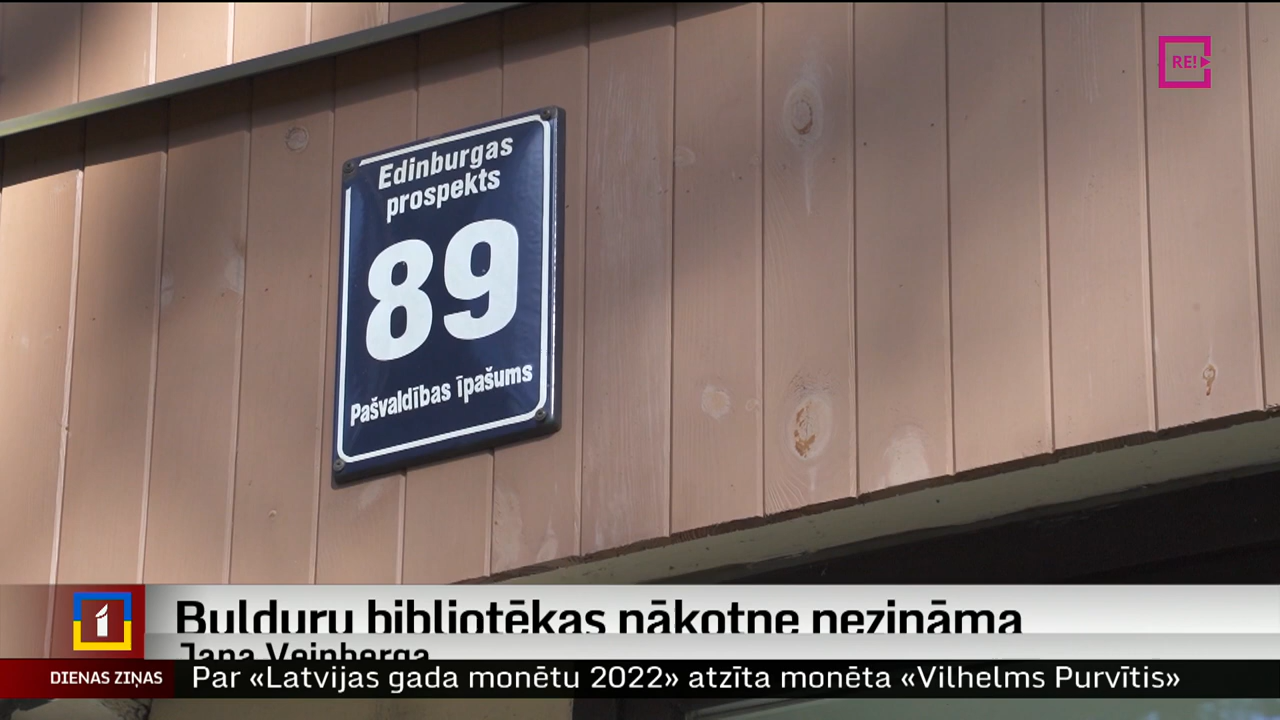 RE!
Edinburgas
prospekts
89
Pašvaldības īpašums
1
Bulduru bibliotēkas nākotne nezināma
Jana Veinberga
DIENAS ZIŅAS
Par «Latvijas gada monētu 2022» atzīta monēta «Vilhelms Purvītis»